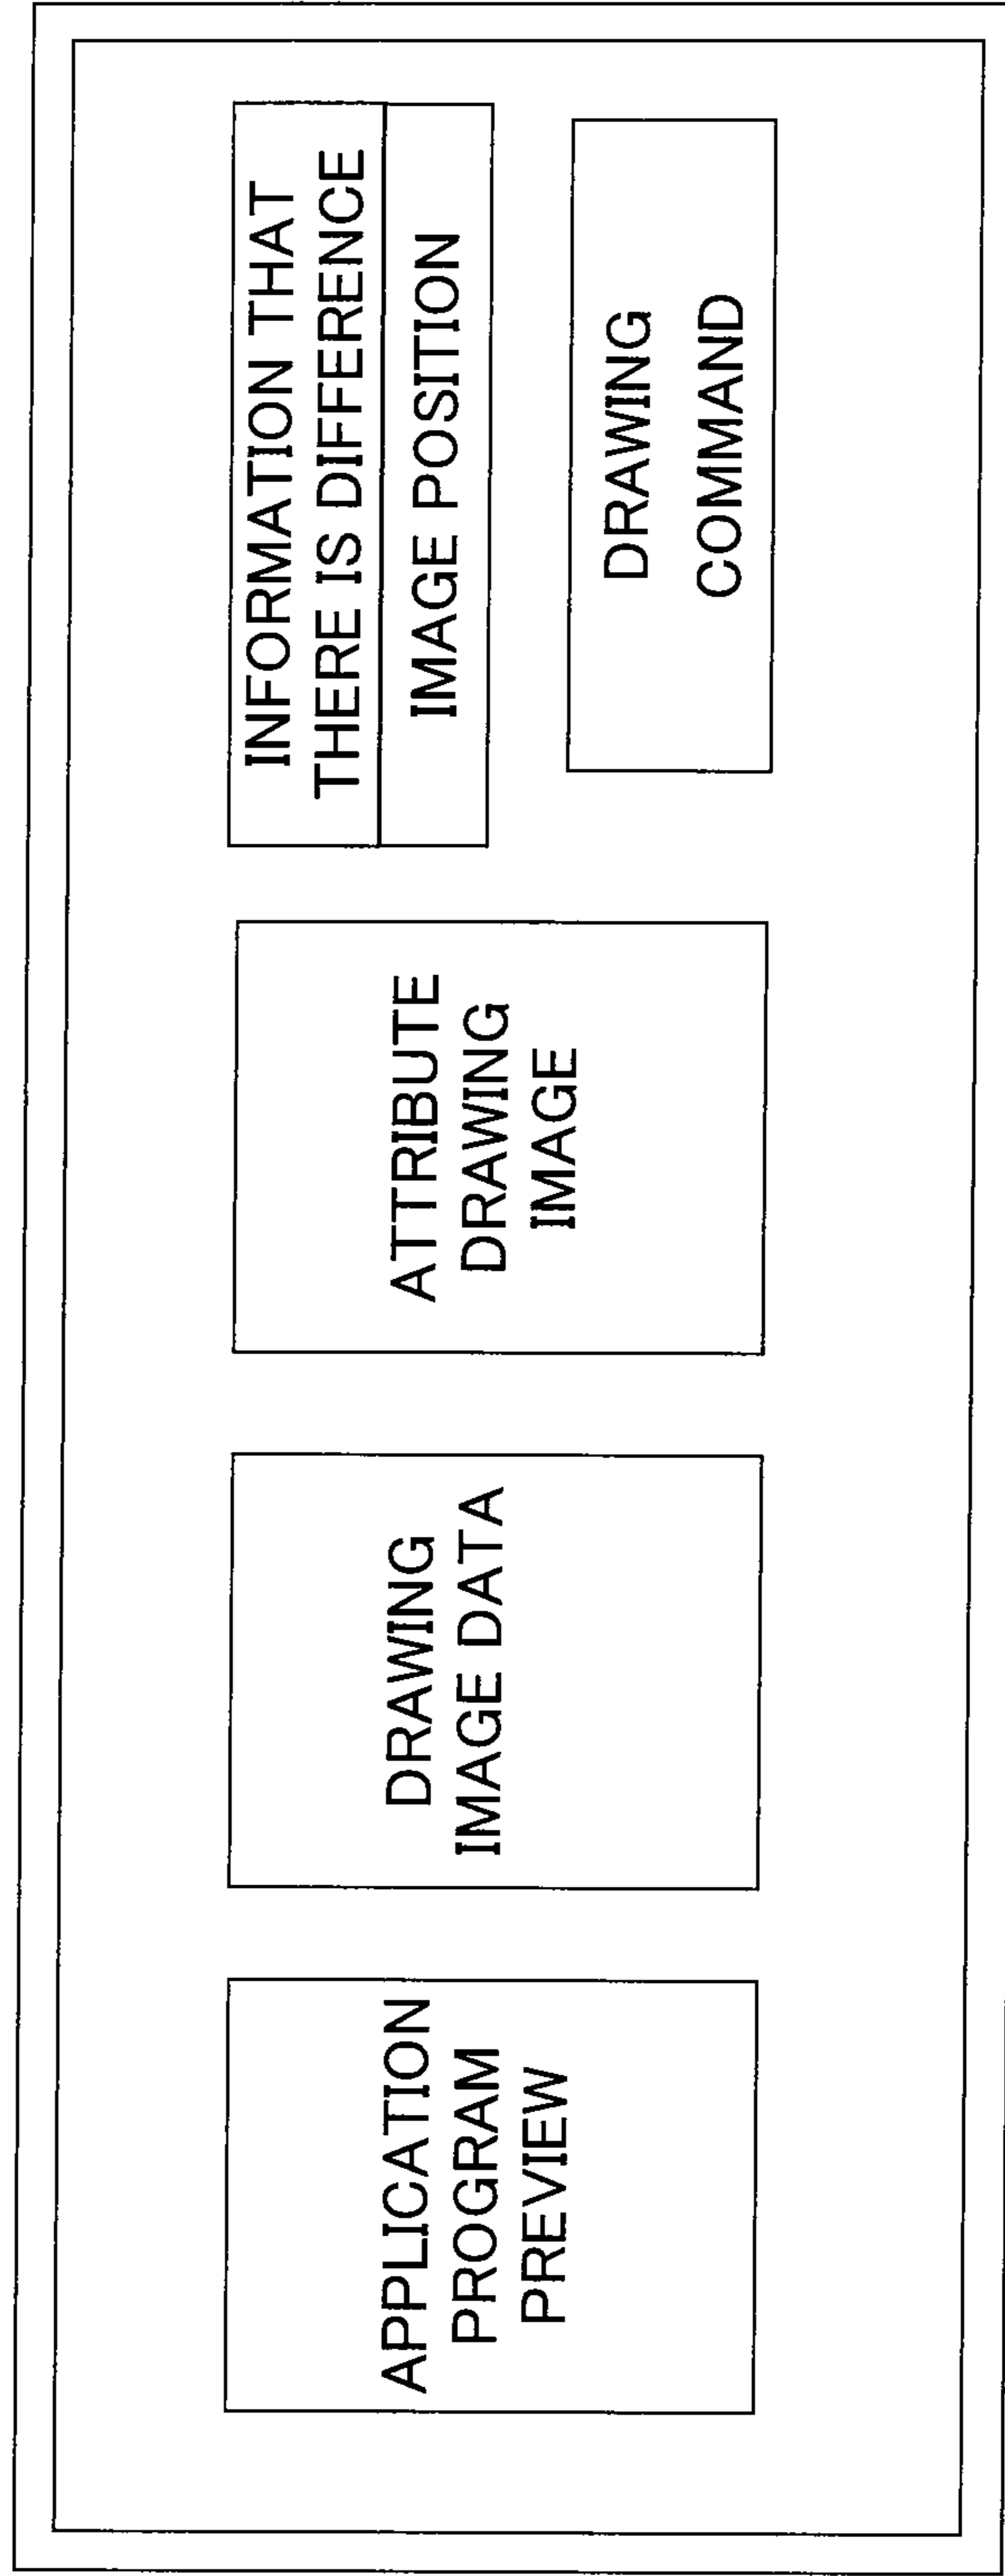 APPLICATION
PROGRAM
PREVIEW
DRAWING
IMAGE DATA
ATTRIBUTE
DRAWING
IMAGE
INFORMATION THAT
THERE IS DIFFERENCE
IMAGE POSITION
DRAWING
COMMAND